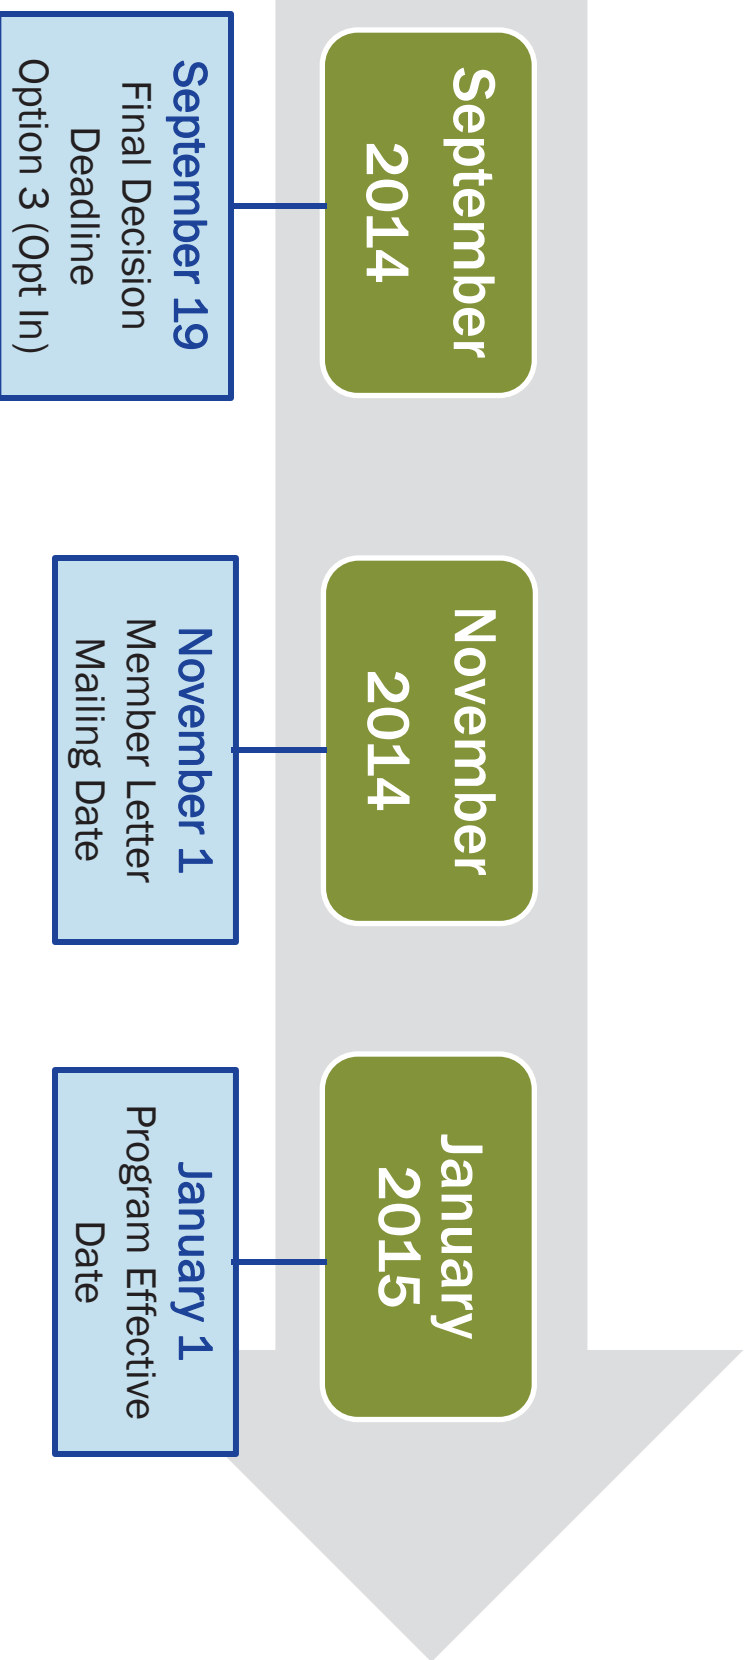 September
2014
November
2014
January
2015
September 19
Final Decision
Deadline
Option 3 (Opt In)
November 1
Member Letter
Mailing Date
January 1
Program Effective
Date